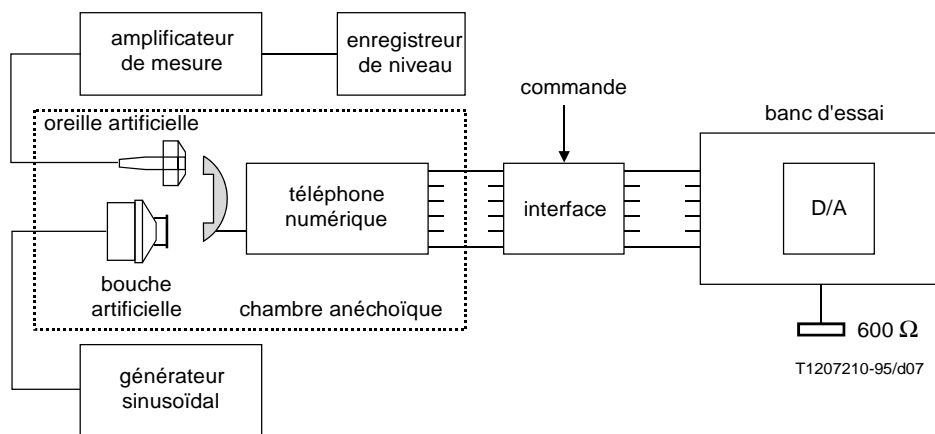 amplificateur
de mesure
enregistreur
de niveau
commande
banc d'essai
oreille artificielle
téléphone
numérique
interface
D/A
bouche
artificielle
chambre anéchoïque
600 Ω
T1207210-95/d07
générateur
sinusoïdal